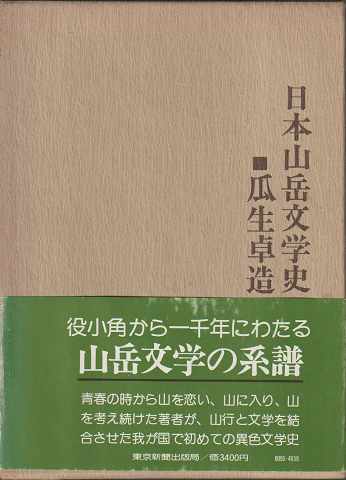 日本山岳文学史
■瓜生卓造
役小角から一千年にわたる
山岳文学の系譜
青春の時から山を恋い、山に入り、山
を考え続けた著者が、山行と文学を結
合させた我が国で初めての異色文学史
東京新聞出版局/価3400円
0095-4659